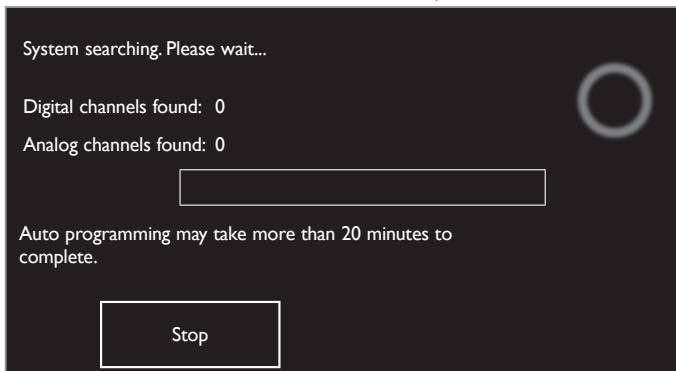 System searching. Please wait...
Digital channels found: 0
Analog channels found: 0
Auto programming may take more than 20 minutes to
complete.
Stop